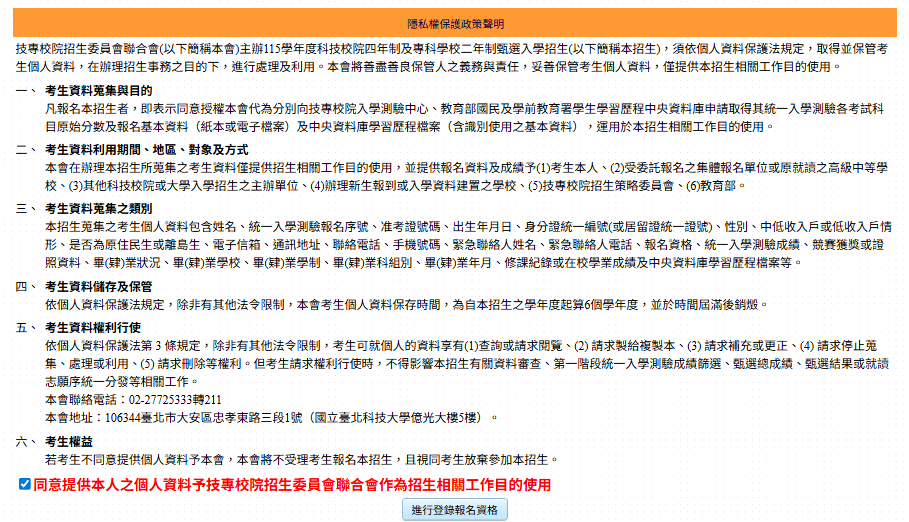 隱私權保護政策聲明
技專校院招生委員會聯合會(以下簡稱本會)主辦115學年度科技校院四年制及專科學校二年制甄選入學招生(以下簡稱本招生)，須依個人資料保護法規定，取得並保管考
生個人資料，在辦理招生事務之目的下，進行處理及利用。本會將善盡善良保管人之義務與責任，妥善保管考生個人資料，僅提供本招生相關工作目的使用。
一、 考生資料蒐集與目的
凡報名本招生者，即表示同意授權本會代為分別向技專校院入學測驗中心、教育部國民及學前教育署學生學習歷程中央資料庫申請取得其統一入學測驗各考試科
目原始分數及報名基本資料（紙本或電子檔案）及中央資料庫學習歷程檔案（含識別使用之基本資料），運用於本招生相關工作目的使用。
二、 考生資料利用期間、地區、對象及方式
本會在辦理本招生所蒐集之考生資料僅提供招生相關工作目的使用，並提供報名資料及成績予(1)考生本人、(2)受委託報名之集體報名單位或原就讀之高級中等學
校、(3)其他科技校院或大學入學招生之主辦單位、(4)辦理新生報到或入學資料建置之學校、(5)技專校院招生策略委員會、(6)教育部。
三、 考生資料蒐集之類別
本招生蒐集之考生個人資料包含姓名、統一入學測驗報名序號、准考證號碼、出生年月日、身分證統一編號(或居留證統一證號)、性別、中低收入戶或低收入戶情
形、是否為原住民生或離島生、電子信箱、通訊地址、聯絡電話、手機號碼、緊急聯絡人姓名、緊急聯絡人電話、報名資格、統一入學測驗成績、競賽獲獎或證
照資料、畢(肄)業狀況、畢(肄)業學校、畢(肄)業學制、畢(肄)業科組別、畢(肄)業年月、修課紀錄或在校學業成績及中央資料庫學習歷程檔案等。
四、 考生資料儲存及保管
依個人資料保護法規定，除非有其他法令限制，本會考生個人資料保存時間，為自本招生之學年度起算6個學年度，並於時間屆滿後銷燬。
五、 考生資料權利行使
依個人資料保護法第 3 條規定，除非有其他法令限制，考生可就個人的資料享有(1)查詢或請求閱覽、(2) 請求製給複製本、(3) 請求補充或更正、(4) 請求停止蒐
集、處理或利用、(5) 請求刪除等權利。但考生請求權利行使時，不得影響本招生有關資料審查、第一階段統一入學測驗成績篩選、甄選總成績、甄選結果或就讀
志願序統一分發等相關工作。
本會聯絡電話：02-27725333轉211
本會地址：106344臺北市大安區忠孝東路三段1號（國立臺北科技大學億光大樓5樓）。
六、 考生權益
若考生不同意提供個人資料予本會，本會將不受理考生報名本招生，且視同考生放棄參加本招生。
同意提供本人之個人資料予技專校院招生委員會聯合會作為招生相關工作目的使用
進行登錄報名資格